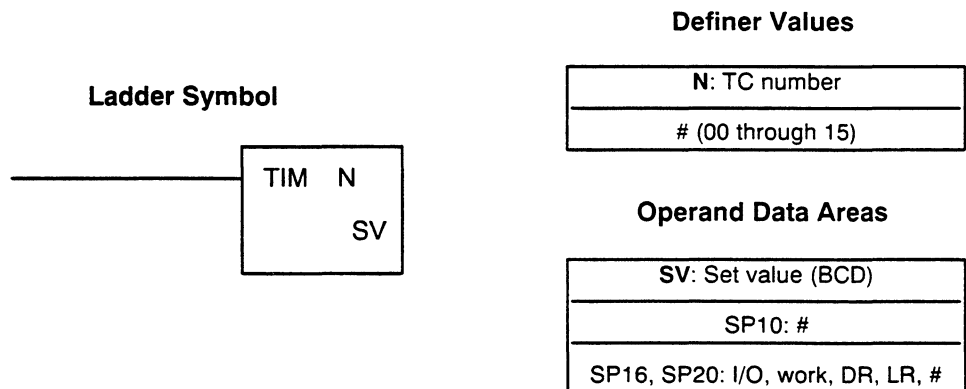 Ladder Symbol
TIM N
SV
Definer Values
N: TC number
# (00 through 15)
Operand Data Areas
SV: Set value (BCD)
SP10: #
SP16, SP20: I/O, work, DR, LR, #